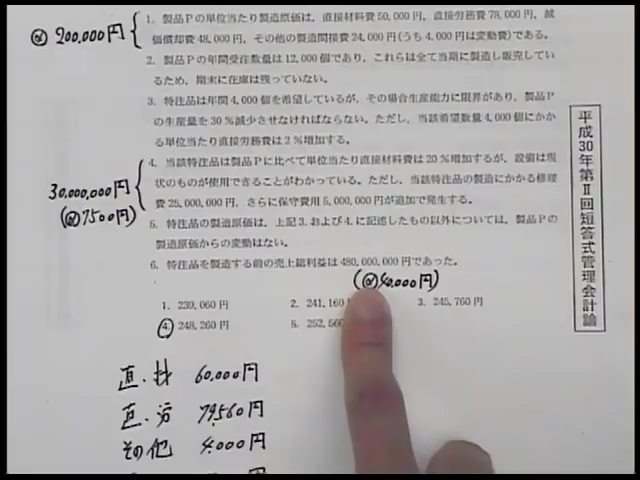 1. 製品Pの単位当たり製造原価は，直接材料費50,000円，直接労務費78,000円，減
価償却費48,000円，その他の製造間接費24,000円(うち4,000円は変動費)である。
@ 200,000円
2. 製品Pの年間受注数量は12,000個であり，これらは全て当期に製造し販売してい
るため，期末に在庫は残っていない。
3. 特注品は年間4,000個を希望しているが，その場合生産能力に限界があり，製品P
の生産量を30％減少させなければならない。ただし，当該希望数量4,000個にかか
る単位当たり直接労務費は2％増加する。
4. 当該特注品は製品Pに比べて単位当たり直接材料費は20％増加するが，設備は現
状のものが使用できることがわかっている。ただし，当該特注品の製造にかかる修理
費25,000,000円，さらに保守費用5,000,000円が追加で発生する。
30,000,000円
(@7,500円)
5. 特注品の製造原価は，上記3.および4.に記述したもの以外については，製品Pの
製造原価からの変動はない。
6. 特注品を製造する前の売上総利益は480,000,000円であった。
(@40,000円)
1. 239,060円
2. 241,160
3. 245,760円
4. 248,260円
5. 252,560
直．材 60,000円
直．労 79,560円
その他 4,000円
平成30年第Ⅱ回短答式管理会計論